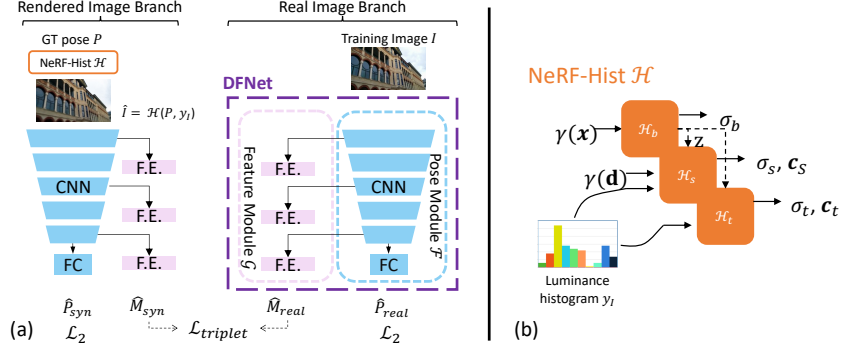 Rendered Image Branch
Real Image Branch
GT pose P
NeRF-Hist ℋ
Î = ℋ(P, y_I)
CNN
F.E.
F.E.
F.E.
FC
P̂_syn
M̂_syn
ℒ_2
(a)
Training Image I
DFNet
Feature Module 𝒢
F.E.
F.E.
F.E.
CNN
Pose Module ℱ
FC
M̂_real
P̂_real
ℒ_triplet
ℒ_2
NeRF-Hist ℋ
γ(x)
ℋ_b
σ_b
z
γ(d)
ℋ_s
σ_s, c_S
ℋ_t
σ_t, c_t
Luminance
histogram y_I
(b)